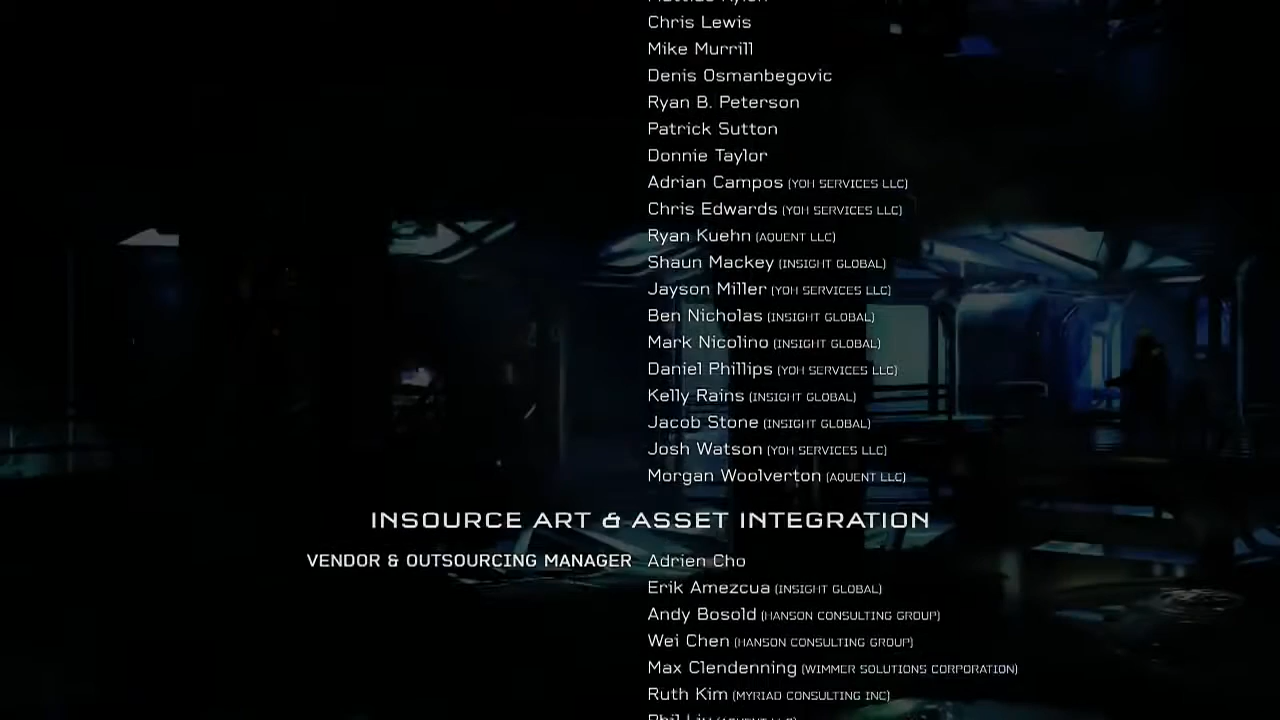 Chris Lewis
Mike Murrill
Denis Osmanbegovic
Ryan B. Peterson
Patrick Sutton
Donnie Taylor
Adrian Campos (YOH SERVICES LLC)
Chris Edwards (YOH SERVICES LLC)
Ryan Kuehn (AQUENT LLC)
Shaun Mackey (INSIGHT GLOBAL)
Jayson Miller (YOH SERVICES LLC)
Ben Nicholas (INSIGHT GLOBAL)
Mark Nicolino (INSIGHT GLOBAL)
Daniel Phillips (YOH SERVICES LLC)
Kelly Rains (INSIGHT GLOBAL)
Jacob Stone (INSIGHT GLOBAL)
Josh Watson (YOH SERVICES LLC)
Morgan Woolverton (AQUENT LLC)
INSOURCE ART & ASSET INTEGRATION
VENDOR & OUTSOURCING MANAGER Adrien Cho
Erik Amezcua (INSIGHT GLOBAL)
Andy Bosold (HANSON CONSULTING GROUP)
Wei Chen (HANSON CONSULTING GROUP)
Max Clendenning (WIMMER SOLUTIONS CORPORATION)
Ruth Kim (MYRIAD CONSULTING INC)